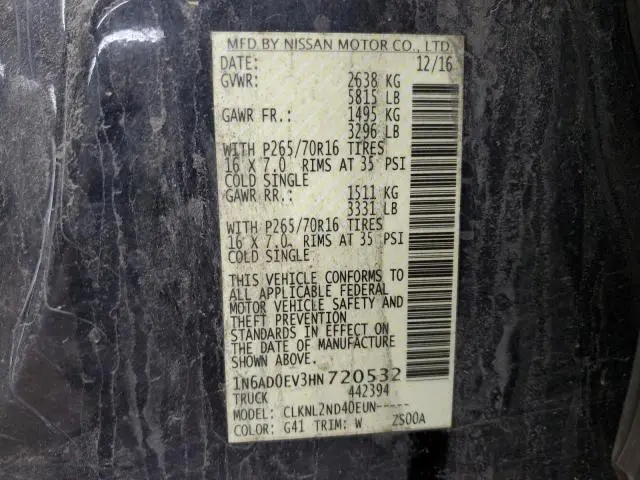 MFD.BY NISSAN MOTOR CO., LTD.
DATE: 12/16
GVWR: 2638 KG
5815 LB
GAWR FR.: 1495 KG
3296 LB
WITH P265/70R16 TIRES
16 X 7.0 RIMS AT 35 PSI
COLD SINGLE
GAWR RR.: 1511 KG
3331 LB
WITH P265/70R16 TIRES
16 X 7.0 RIMS AT 35 PSI
COLD SINGLE.
THIS VEHICLE CONFORMS TO
ALL APPLICABLE FEDERAL
MOTOR VEHICLE SAFETY AND
THEFT PREVENTION
STANDARDS IN EFFECT ON
THE DATE OF MANUFACTURE
SHOWN ABOVE.
1N6AD0EV3HN720532
TRUCK 442394
MODEL: CLKNL2ND40EUN-----
COLOR: G41 TRIM: W ZS00A